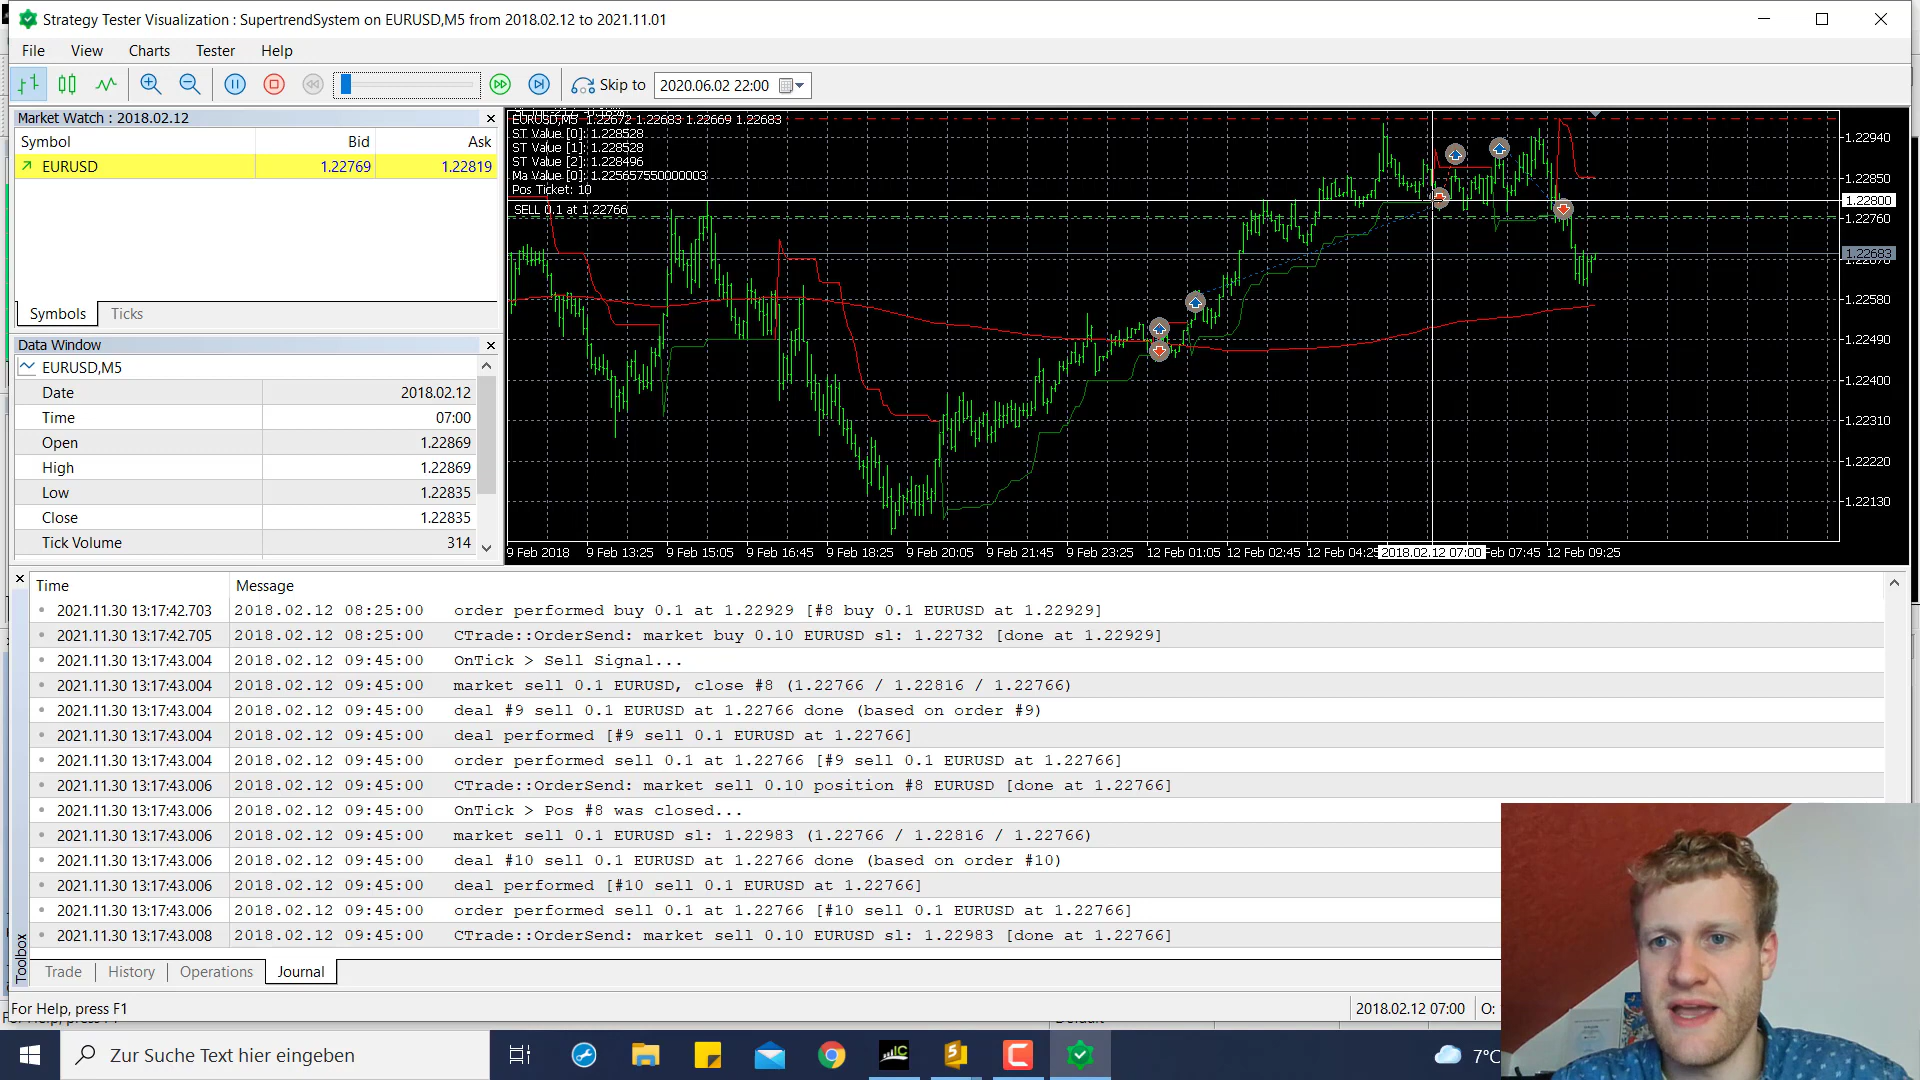 Strategy Tester Visualization : SupertrendSystem on EURUSD,M5 from 2018.02.12 to 2021.11.01
File View Charts Tester Help
Skip to 2020.06.02 22:00
Market Watch : 2018.02.12
Symbol Bid Ask
EURUSD 1.22769 1.22819
Symbols Ticks
Data Window
EURUSD,M5
Date 2018.02.12
Time 07:00
Open 1.22869
High 1.22869
Low 1.22835
Close 1.22835
Tick Volume 314
EURUSD,M5 1.22672 1.22683 1.22669 1.22683
ST Value [0]: 1.228528
ST Value [1]: 1.228528
ST Value [2]: 1.228496
Ma Value [0]: 1.225657550000003
Pos Ticket: 10
SELL 0.1 at 1.22766
1.22940
1.22850
1.22800
1.22760
1.22683
1.22580
1.22490
1.22400
1.22310
1.22220
1.22130
9 Feb 2018 9 Feb 13:25 9 Feb 15:05 9 Feb 16:45 9 Feb 18:25 9 Feb 20:05 9 Feb 21:45 9 Feb 23:25 12 Feb 01:05 12 Feb 02:45 12 Feb 04:25 2018.02.12 07:00 Feb 07:45 12 Feb 09:25
Time Message
2021.11.30 13:17:42.703 2018.02.12 08:25:00 order performed buy 0.1 at 1.22929 [#8 buy 0.1 EURUSD at 1.22929]
2021.11.30 13:17:42.705 2018.02.12 08:25:00 CTrade::OrderSend: market buy 0.10 EURUSD sl: 1.22732 [done at 1.22929]
2021.11.30 13:17:43.004 2018.02.12 09:45:00 OnTick > Sell Signal...
2021.11.30 13:17:43.004 2018.02.12 09:45:00 market sell 0.1 EURUSD, close #8 (1.22766 / 1.22816 / 1.22766)
2021.11.30 13:17:43.004 2018.02.12 09:45:00 deal #9 sell 0.1 EURUSD at 1.22766 done (based on order #9)
2021.11.30 13:17:43.004 2018.02.12 09:45:00 deal performed [#9 sell 0.1 EURUSD at 1.22766]
2021.11.30 13:17:43.004 2018.02.12 09:45:00 order performed sell 0.1 at 1.22766 [#9 sell 0.1 EURUSD at 1.22766]
2021.11.30 13:17:43.006 2018.02.12 09:45:00 CTrade::OrderSend: market sell 0.10 position #8 EURUSD [done at 1.22766]
2021.11.30 13:17:43.006 2018.02.12 09:45:00 OnTick > Pos #8 was closed...
2021.11.30 13:17:43.006 2018.02.12 09:45:00 market sell 0.1 EURUSD sl: 1.22983 (1.22766 / 1.22816 / 1.22766)
2021.11.30 13:17:43.006 2018.02.12 09:45:00 deal #10 sell 0.1 EURUSD at 1.22766 done (based on order #10)
2021.11.30 13:17:43.006 2018.02.12 09:45:00 deal performed [#10 sell 0.1 EURUSD at 1.22766]
2021.11.30 13:17:43.006 2018.02.12 09:45:00 order performed sell 0.1 at 1.22766 [#10 sell 0.1 EURUSD at 1.22766]
2021.11.30 13:17:43.008 2018.02.12 09:45:00 CTrade::OrderSend: market sell 0.10 EURUSD sl: 1.22983 [done at 1.22766]
Toolbox
Trade History Operations Journal
For Help, press F1 2018.02.12 07:00 O:
Zur Suche Text hier eingeben
IC
7°C